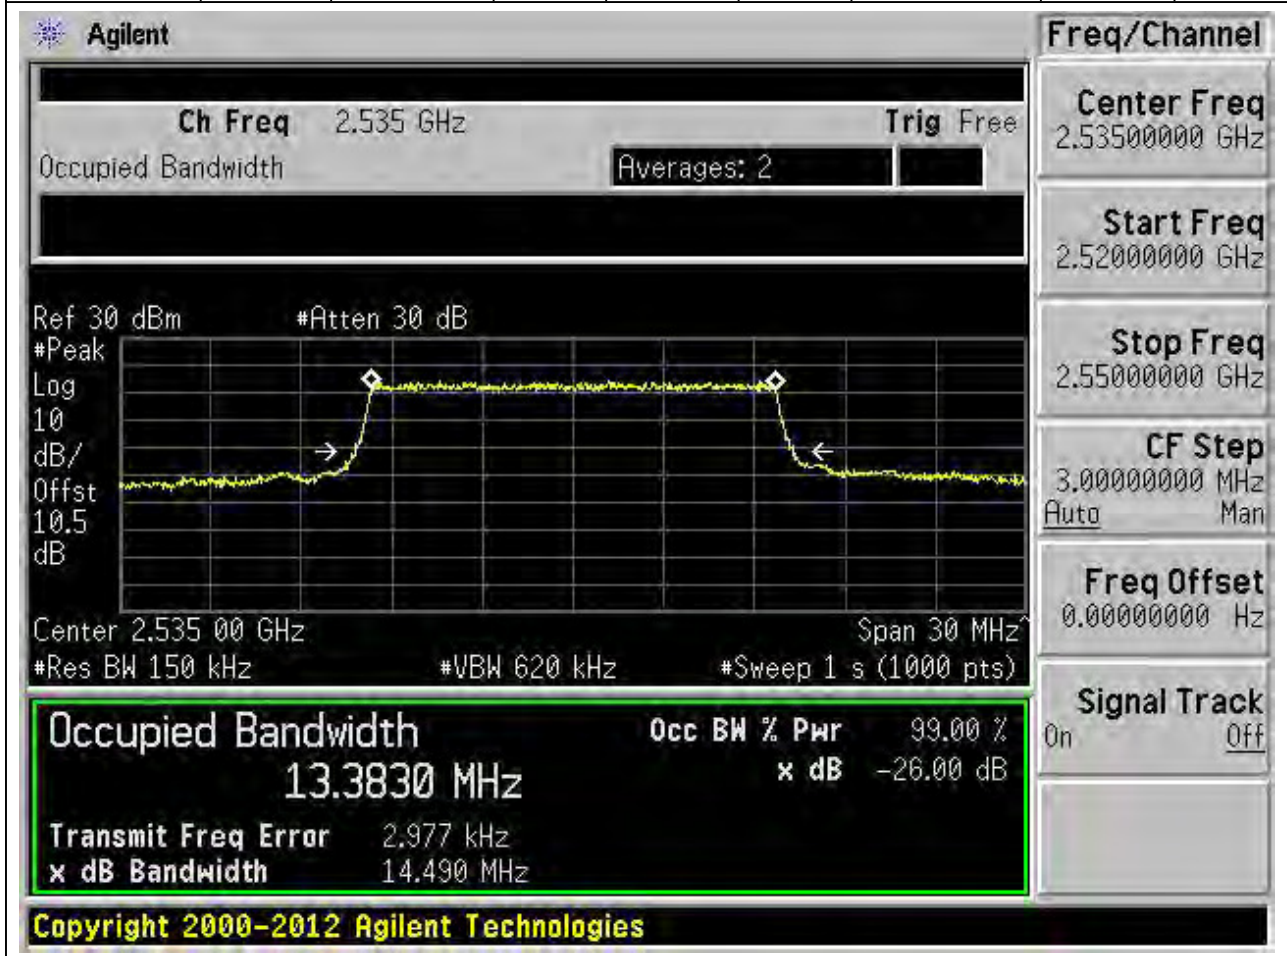 Agilent
Freq/Channel
Ch Freq 2.535 GHz Trig Free
Occupied Bandwidth Averages: 2
Center Freq
2.53500000 GHz
Start Freq
2.52000000 GHz
Stop Freq
2.55000000 GHz
CF Step
3.00000000 MHz
Auto Man
Freq Offset
0.00000000 Hz
Signal Track
On Off
Ref 30 dBm #Atten 30 dB
#Peak
Log
10
dB/
Offst
10.5
dB
Center 2.535 00 GHz Span 30 MHz^
#Res BW 150 kHz #VBW 620 kHz #Sweep 1 s (1000 pts)
Occupied Bandwidth
13.3830 MHz
Occ BW % Pwr 99.00 %
x dB -26.00 dB
Transmit Freq Error 2.977 kHz
x dB Bandwidth 14.490 MHz
Copyright 2000-2012 Agilent Technologies